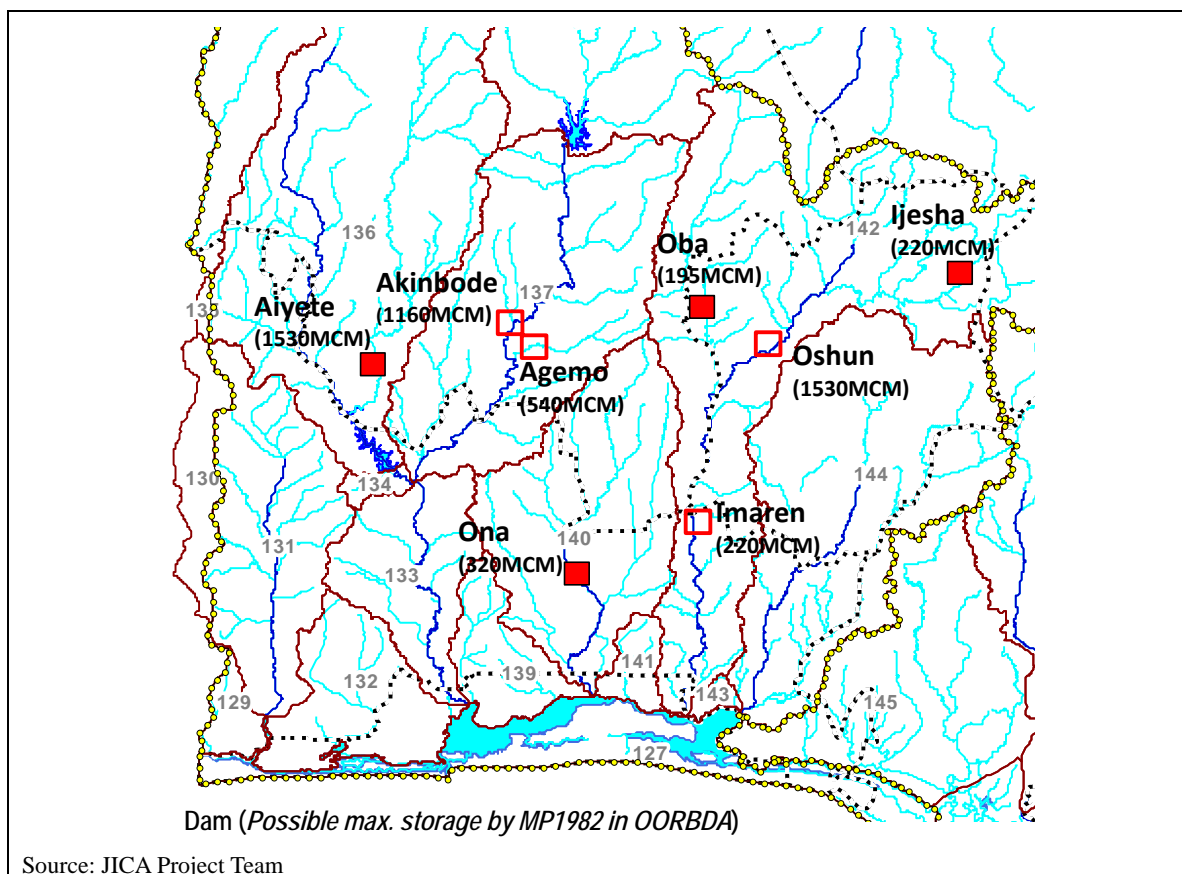 Ijesha
(220MCM)
142
136
Oba
(195MCM)
Akinbode
(1160MCM)
137
Aiyete
(1530MCM)
135
Agemo
(540MCM)
Oshun
(1530MCM)
130
134
144
131
Ona
(320MCM)
140
Imaren
(220MCM)
133
132
139
141
129
143
145
127
Dam (Possible max. storage by MP1982 in OORBDA)
Source: JICA Project Team